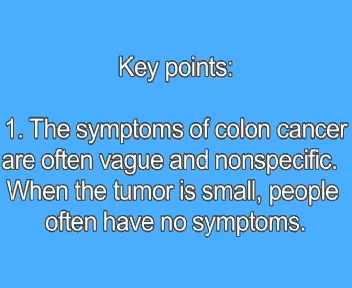 Key points:
1. The symptoms of colon cancer
are often vague and nonspecific.
When the tumor is small, people
often have no symptoms.